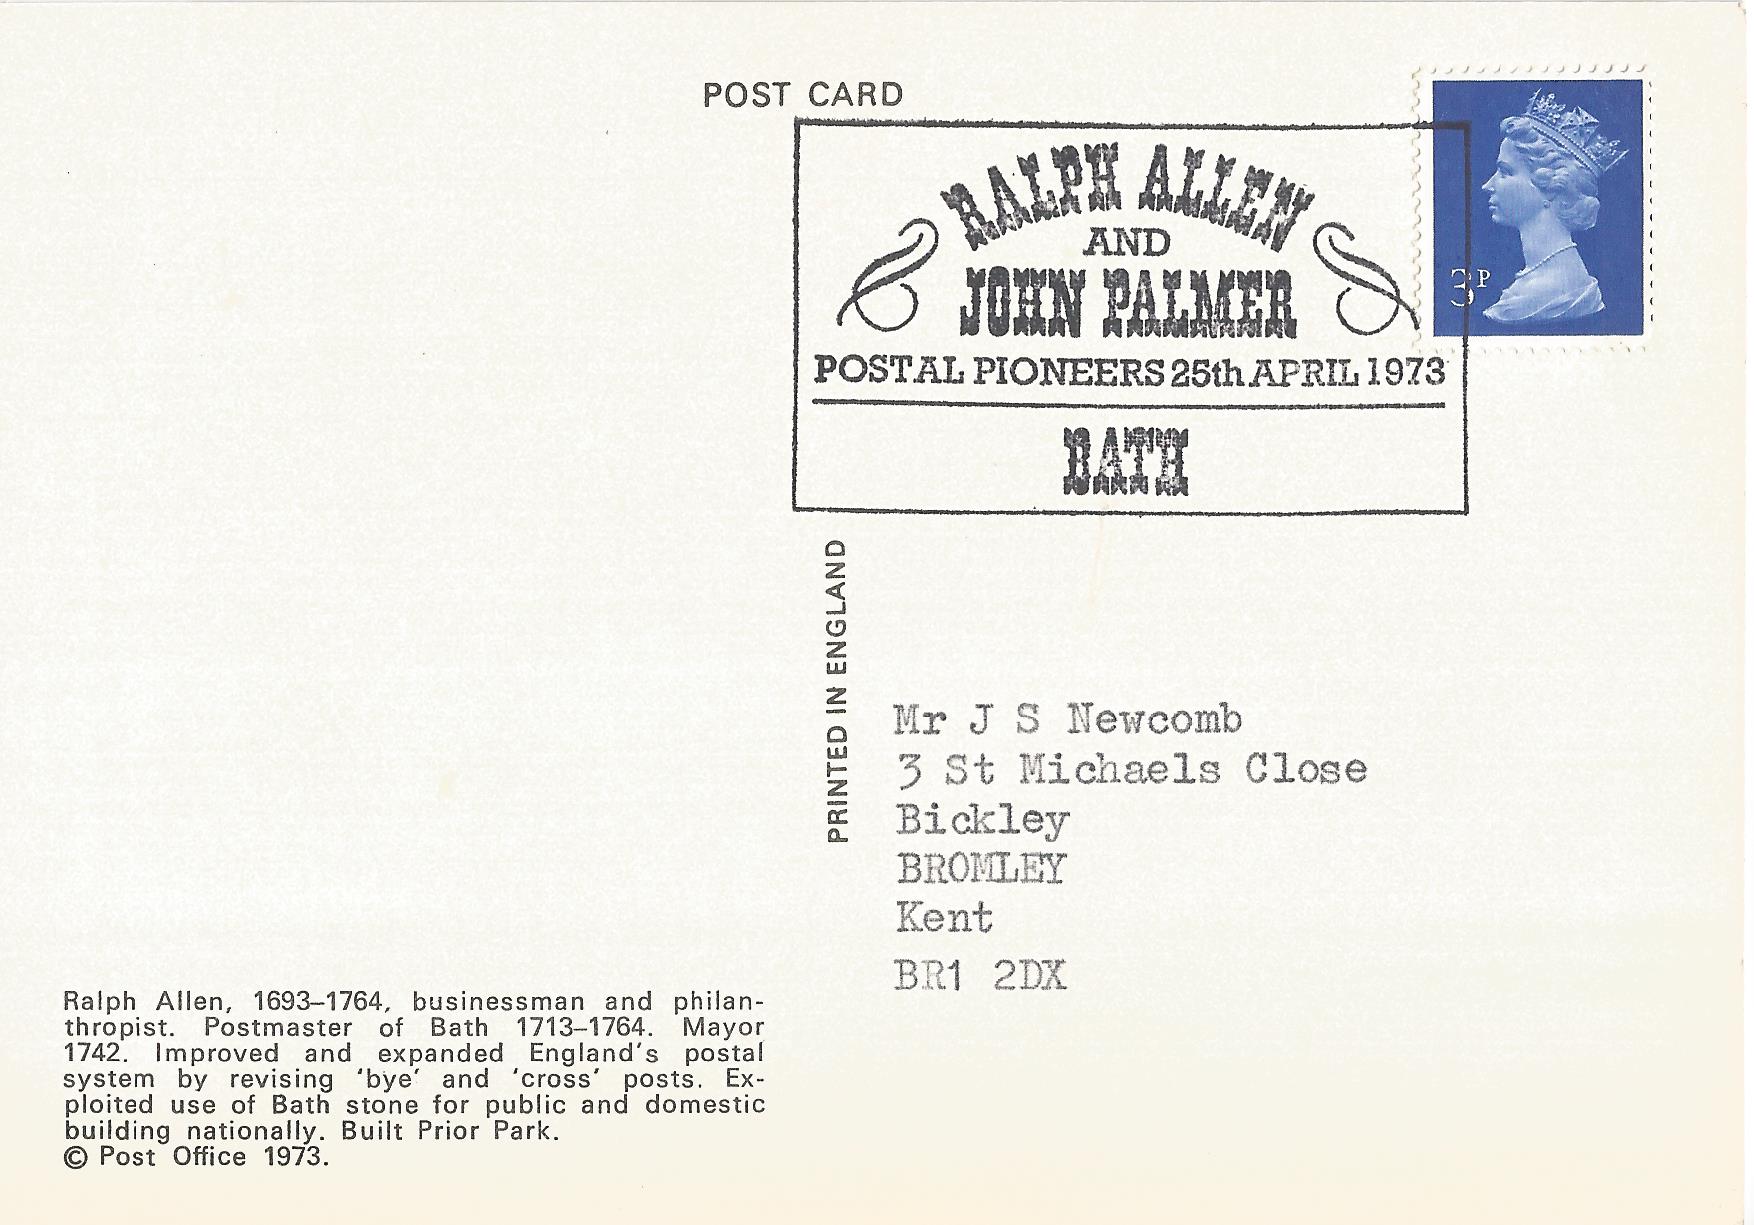 POST CARD
RALPH ALLEN
AND
JOHN PALMER
POSTAL PIONEERS 25th APRIL 1973
BATH
3P
PRINTED IN ENGLAND
Mr J S Newcomb
3 St Michaels Close
Bickley
BROMLEY
Kent
BR1 2DX
Ralph Allen, 1693–1764, businessman and philan-
thropist. Postmaster of Bath 1713–1764. Mayor
1742. Improved and expanded England's postal
system by revising 'bye' and 'cross' posts. Ex-
ploited use of Bath stone for public and domestic
building nationally. Built Prior Park.
© Post Office 1973.